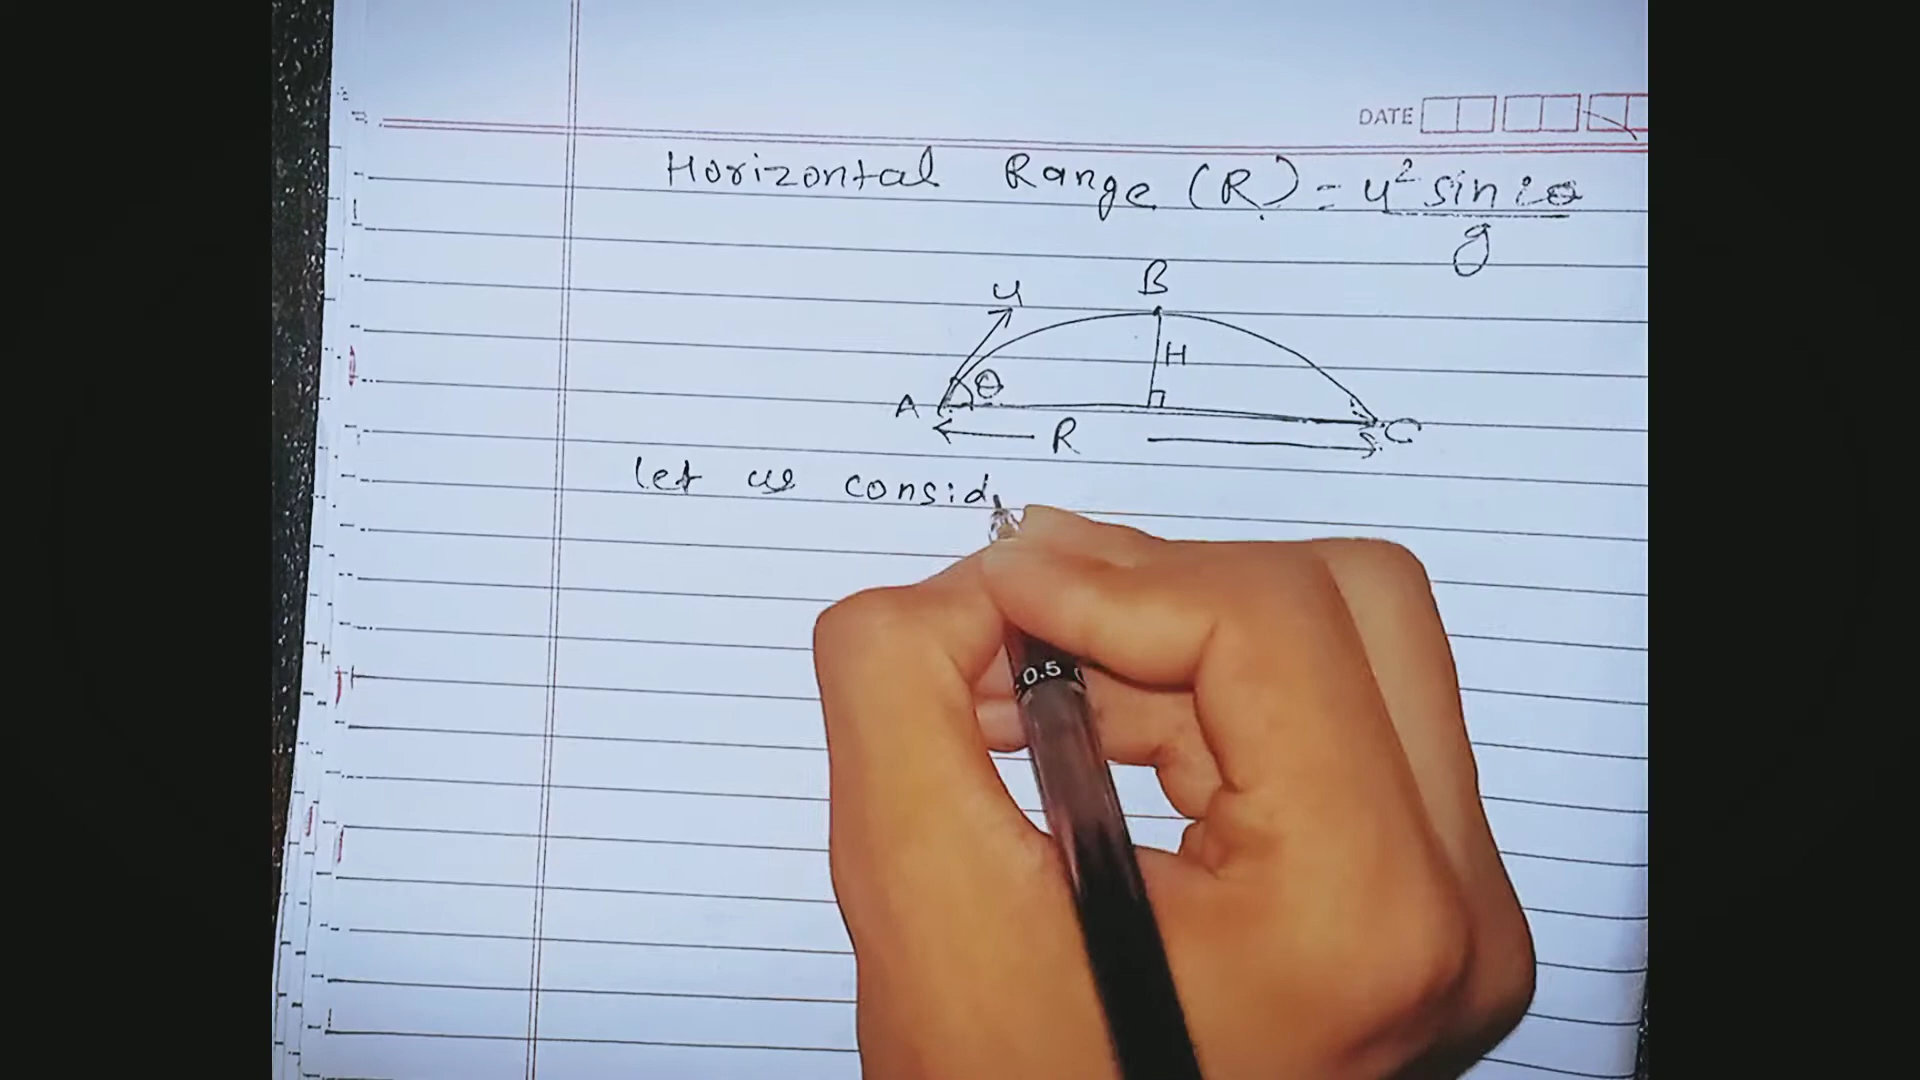 DATE
Horizontal Range (R) = u² sin 2θ
g
u
B
H
θ
A
R
C
let us consid
0.5